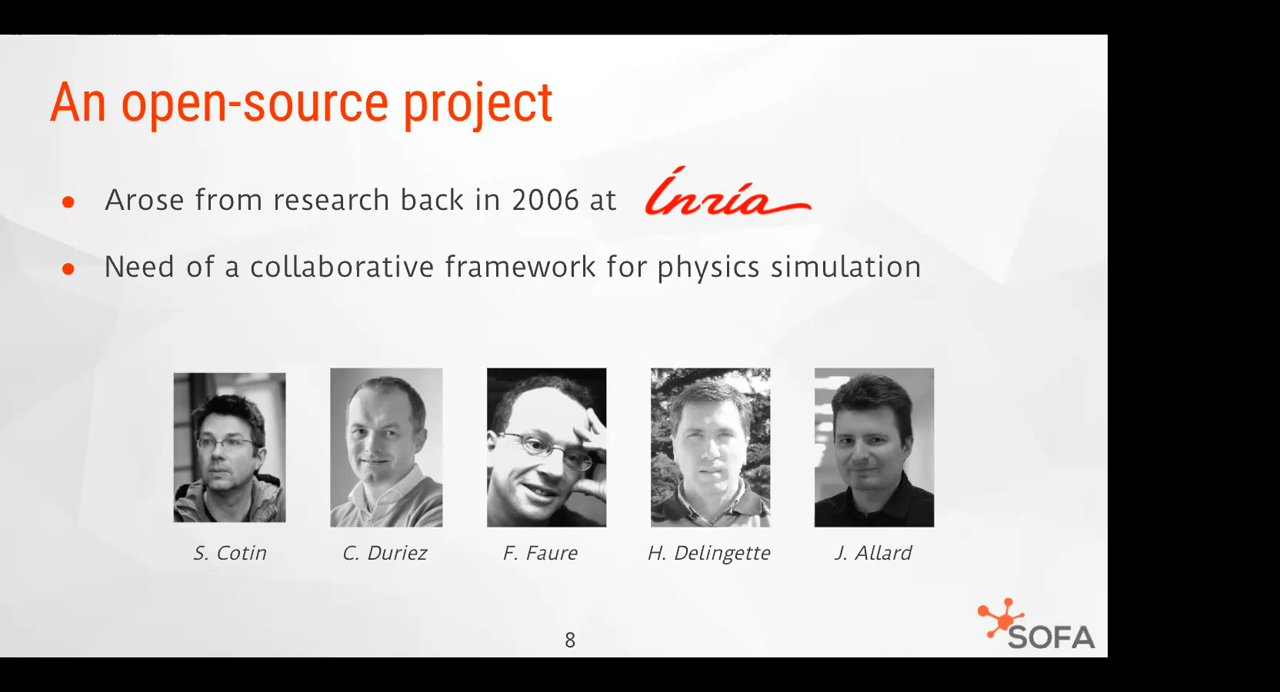 An open-source project
• Arose from research back in 2006 at Inría
• Need of a collaborative framework for physics simulation
S. Cotin C. Duriez F. Faure H. Delingette J. Allard
8
SOFA